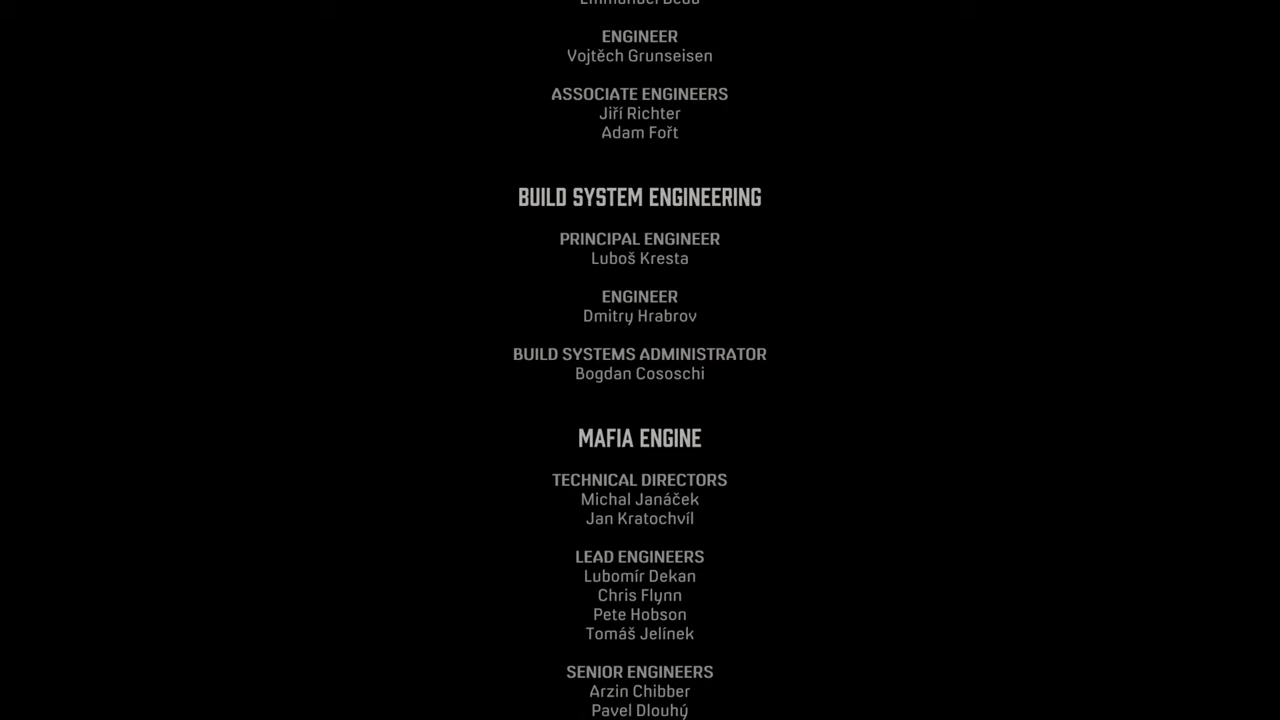 ENGINEER
Vojtěch Grunseisen
ASSOCIATE ENGINEERS
Jiří Richter
Adam Fořt
BUILD SYSTEM ENGINEERING
PRINCIPAL ENGINEER
Luboš Kresta
ENGINEER
Dmitry Hrabrov
BUILD SYSTEMS ADMINISTRATOR
Bogdan Cososchi
MAFIA ENGINE
TECHNICAL DIRECTORS
Michal Janáček
Jan Kratochvíl
LEAD ENGINEERS
Lubomír Dekan
Chris Flynn
Pete Hobson
Tomáš Jelínek
SENIOR ENGINEERS
Arzin Chibber
Pavel Dlouhý